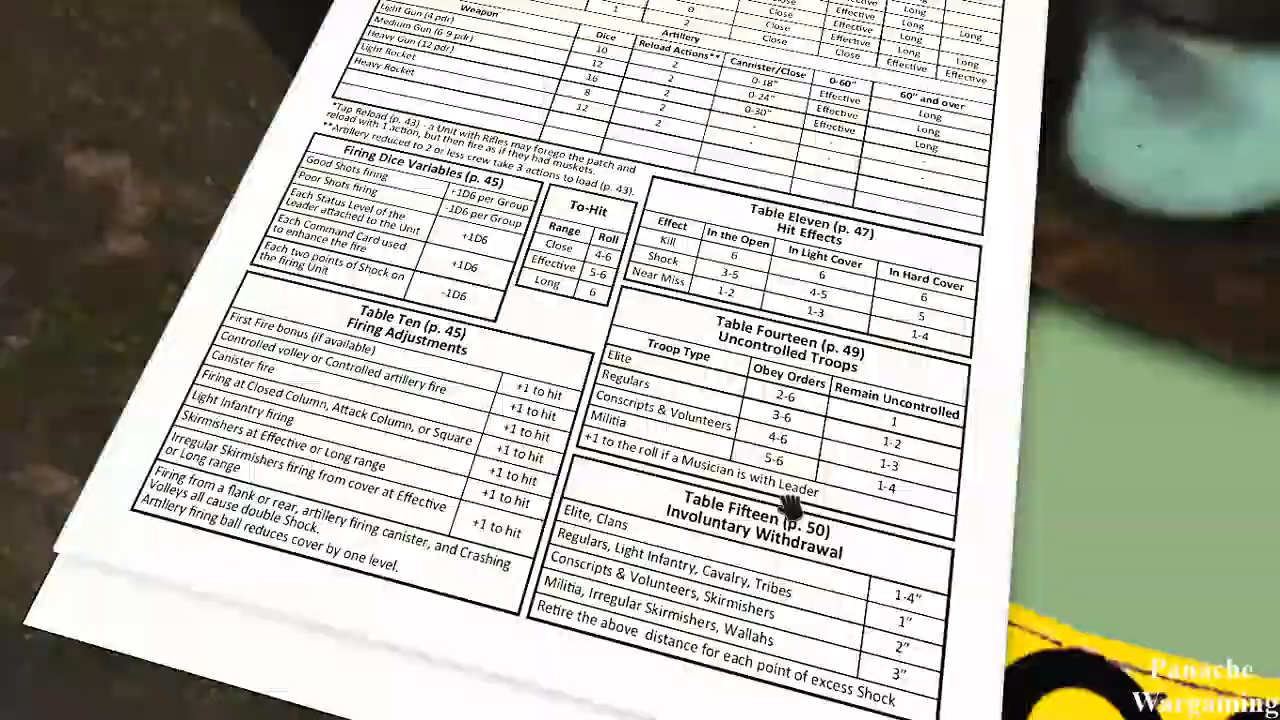 Close
Long
Close
Effective
Long
Long
1
0
Close
Effective
Long
Long
2
Close
Close
Effective
Effective
Weapon
Dice
Artillery
Reload Actions**
Cannister/Close
0-60"
60" and over
Light Gun (4 pdr)
10
2
0-18"
Effective
Long
Medium Gun (6-9 pdr)
12
2
0-24"
Effective
Long
Heavy Gun (12 pdr)
16
2
0-30"
Effective
Long
Light Rocket
8
2
-
-
-
Heavy Rocket
12
2
-
-
-
*Tap Reload (p. 43) - a Unit with Rifles may forego the patch and
reload with 1 action, but then fire as if they had muskets.
**Artillery reduced to 2 or less crew take 3 actions to load (p. 43).
Firing Dice Variables (p. 45)
Good Shots firing
+1D6 per Group
Poor Shots firing
-1D6 per Group
Each Status Level of the
Leader attached to the Unit
+1D6
Each Command Card used
to enhance the fire
+1D6
Each two points of Shock on
the firing Unit
-1D6
To-Hit
Range Roll
Close 4-6
Effective 5-6
Long 6
Table Eleven (p. 47)
Hit Effects
Effect In the Open In Light Cover In Hard Cover
Kill 6 6 6
Shock 3-5 4-5 5
Near Miss 1-2 1-3 1-4
Table Ten (p. 45)
Firing Adjustments
First Fire bonus (if available) +1 to hit
Controlled volley or Controlled artillery fire +1 to hit
Canister fire +1 to hit
Firing at Closed Column, Attack Column, or Square +1 to hit
Light Infantry firing +1 to hit
Skirmishers at Effective or Long range +1 to hit
Irregular Skirmishers firing from cover at Effective
or Long range
+1 to hit
Firing from a flank or rear, artillery firing canister, and Crashing
Volleys all cause double Shock.
Artillery firing ball reduces cover by one level.
Table Fourteen (p. 49)
Uncontrolled Troops
Troop Type Obey Orders Remain Uncontrolled
Elite 2-6 1
Regulars 3-6 1-2
Conscripts & Volunteers 4-6 1-3
Militia 5-6 1-4
+1 to the roll if a Musician is with Leader
Table Fifteen (p. 50)
Involuntary Withdrawal
Elite, Clans 1-4"
Regulars, Light Infantry, Cavalry, Tribes 1"
Conscripts & Volunteers, Skirmishers 2"
Militia, Irregular Skirmishers, Wallahs 3"
Retire the above distance for each point of excess Shock
Panache
Wargaming